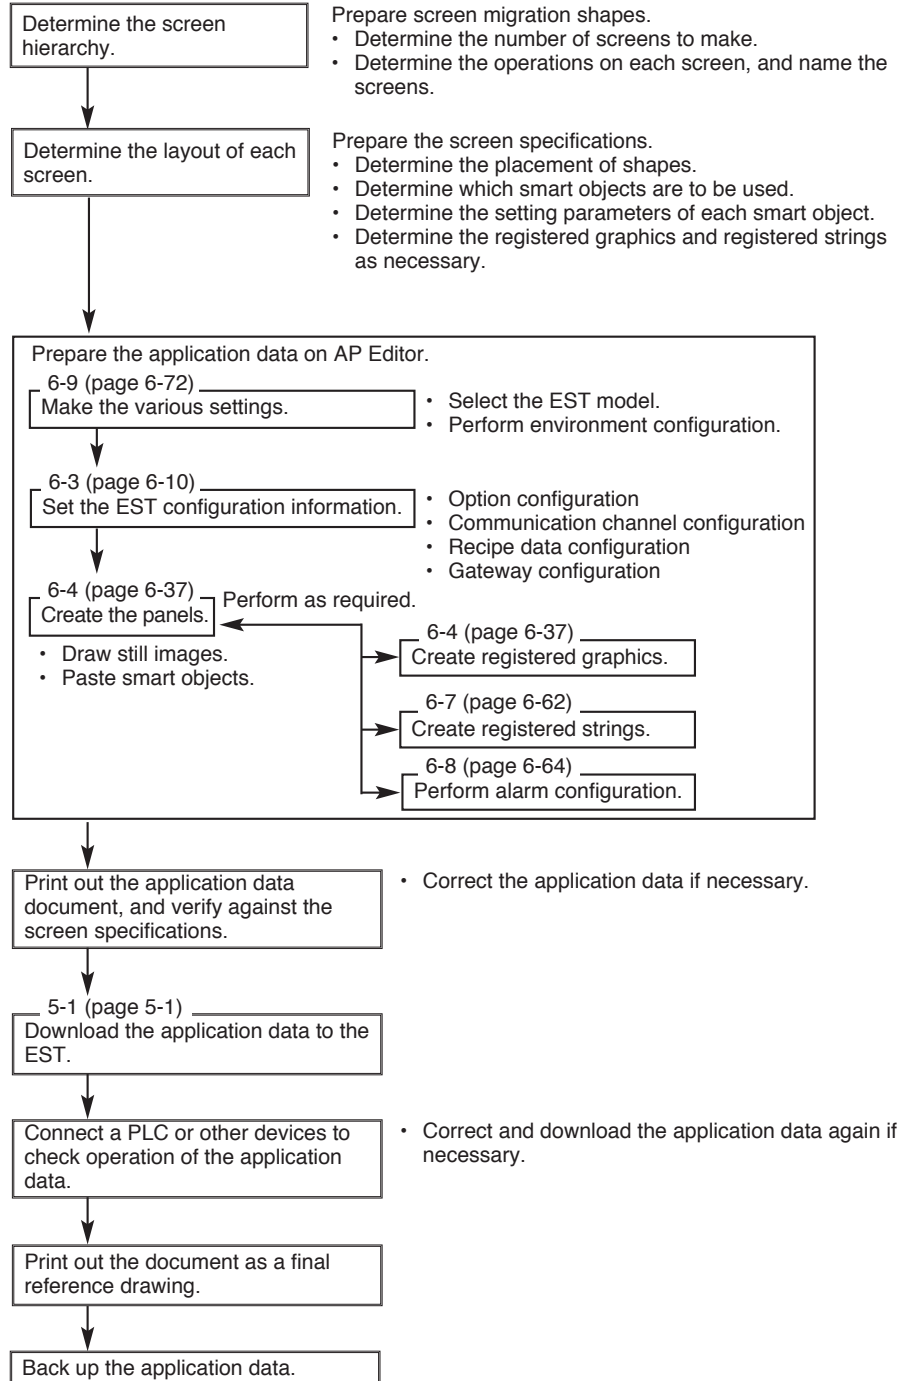 Determine the screen
hierarchy.
Prepare screen migration shapes.
• Determine the number of screens to make.
• Determine the operations on each screen, and name the
screens.
Determine the layout of each
screen.
Prepare the screen specifications.
• Determine the placement of shapes.
• Determine which smart objects are to be used.
• Determine the setting parameters of each smart object.
• Determine the registered graphics and registered strings
as necessary.
Prepare the application data on AP Editor.
6-9 (page 6-72)
Make the various settings.
• Select the EST model.
• Perform environment configuration.
6-3 (page 6-10)
Set the EST configuration information.
• Option configuration
• Communication channel configuration
• Recipe data configuration
• Gateway configuration
6-4 (page 6-37)
Create the panels.
Perform as required.
• Draw still images.
• Paste smart objects.
6-4 (page 6-37)
Create registered graphics.
6-7 (page 6-62)
Create registered strings.
6-8 (page 6-64)
Perform alarm configuration.
Print out the application data
document, and verify against the
screen specifications.
• Correct the application data if necessary.
5-1 (page 5-1)
Download the application data to the
EST.
Connect a PLC or other devices to
check operation of the application
data.
• Correct and download the application data again if
necessary.
Print out the document as a final
reference drawing.
Back up the application data.